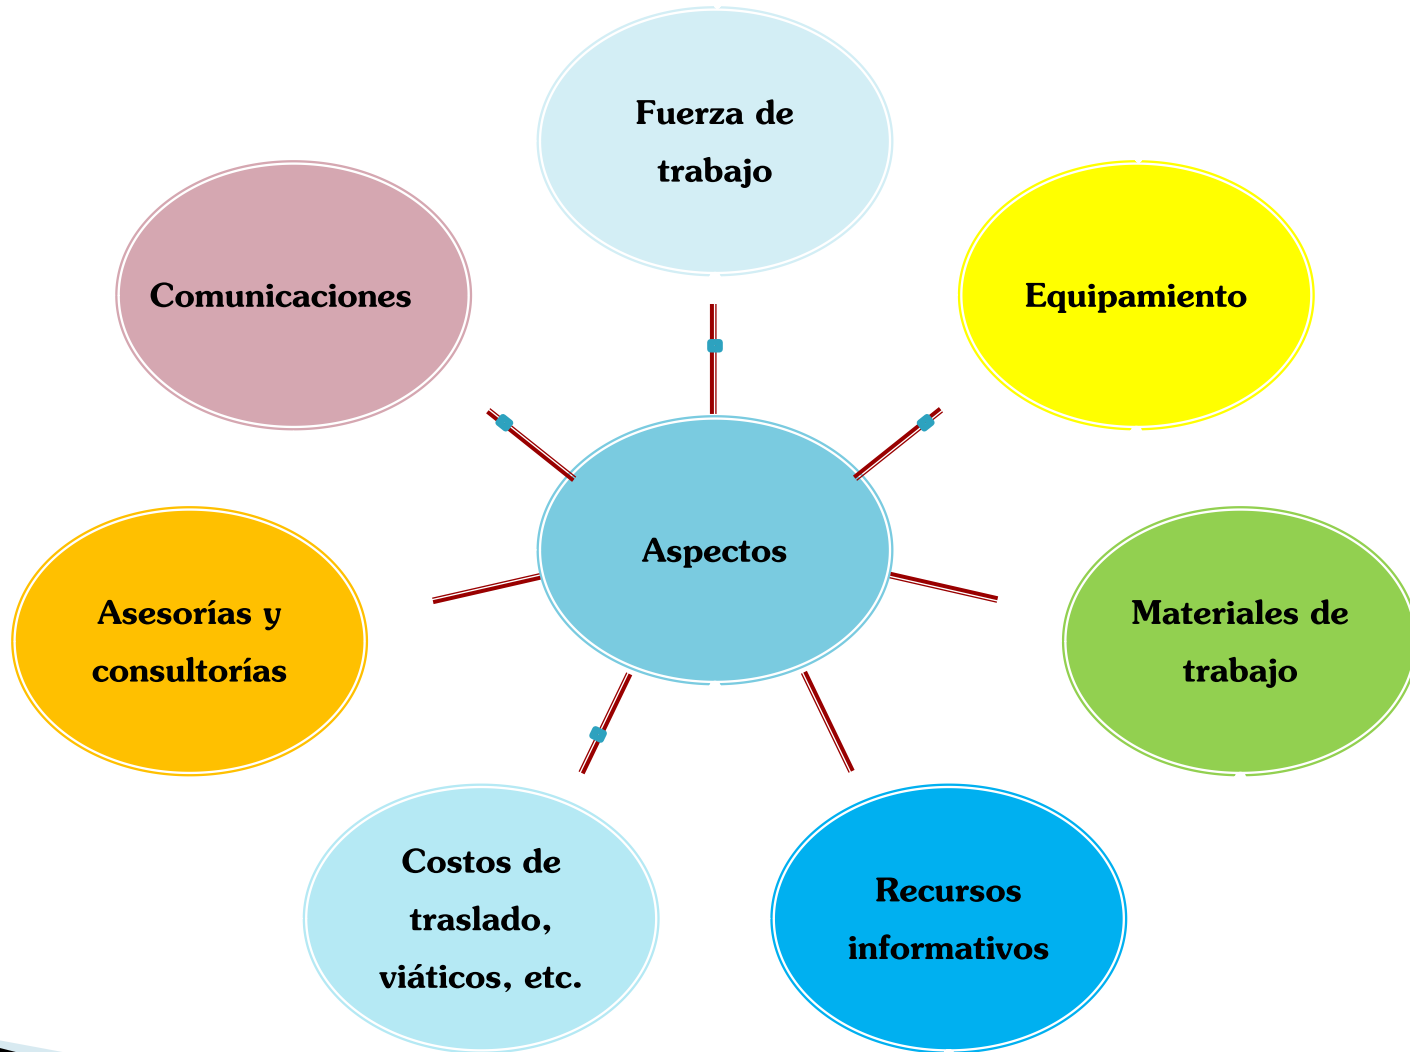 Fuerza de
trabajo
Comunicaciones
Equipamiento
Aspectos
Asesorías y
consultorías
Materiales de
trabajo
Costos de
traslado,
viáticos, etc.
Recursos
informativos